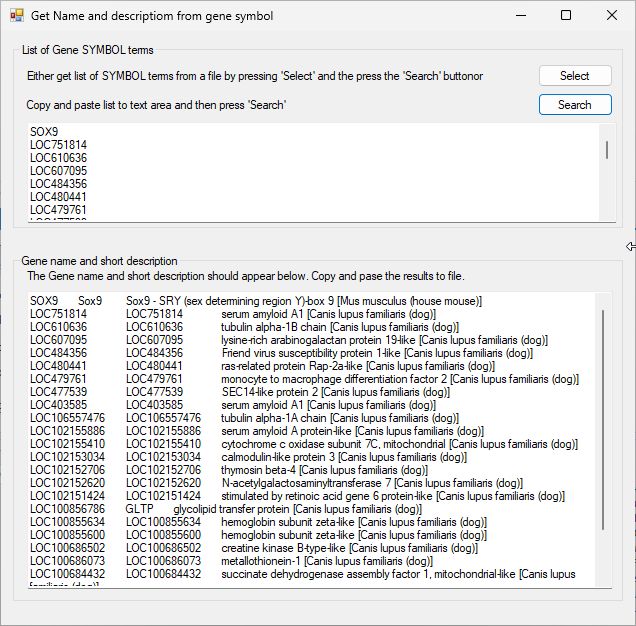 Get Name and descriptiom from gene symbol
List of Gene SYMBOL terms
Either get list of SYMBOL terms from a file by pressing 'Select' and the press the 'Search' buttonor
Select
Copy and paste list to text area and then press 'Search'
Search
SOX9
LOC751814
LOC610636
LOC607095
LOC484356
LOC480441
LOC479761
LOC477539
Gene name and short description
The Gene name and short description should appear below. Copy and pase the results to file.
SOX9 Sox9 Sox9 - SRY (sex determining region Y)-box 9 [Mus musculus (house mouse)]
LOC751814 LOC751814 serum amyloid A1 [Canis lupus familiaris (dog)]
LOC610636 LOC610636 tubulin alpha-1B chain [Canis lupus familiaris (dog)]
LOC607095 LOC607095 lysine-rich arabinogalactan protein 19-like [Canis lupus familiaris (dog)]
LOC484356 LOC484356 Friend virus susceptibility protein 1-like [Canis lupus familiaris (dog)]
LOC480441 LOC480441 ras-related protein Rap-2a-like [Canis lupus familiaris (dog)]
LOC479761 LOC479761 monocyte to macrophage differentiation factor 2 [Canis lupus familiaris (dog)]
LOC477539 LOC477539 SEC14-like protein 2 [Canis lupus familiaris (dog)]
LOC403585 LOC403585 serum amyloid A1 [Canis lupus familiaris (dog)]
LOC106557476 LOC106557476 tubulin alpha-1A chain [Canis lupus familiaris (dog)]
LOC102155886 LOC102155886 serum amyloid A protein-like [Canis lupus familiaris (dog)]
LOC102155410 LOC102155410 cytochrome c oxidase subunit 7C, mitochondrial [Canis lupus familiaris (dog)]
LOC102153034 LOC102153034 calmodulin-like protein 3 [Canis lupus familiaris (dog)]
LOC102152706 LOC102152706 thymosin beta-4 [Canis lupus familiaris (dog)]
LOC102152620 LOC102152620 N-acetylgalactosaminyltransferase 7 [Canis lupus familiaris (dog)]
LOC102151424 LOC102151424 stimulated by retinoic acid gene 6 protein-like [Canis lupus familiaris (dog)]
LOC100856786 GLTP glycolipid transfer protein [Canis lupus familiaris (dog)]
LOC100855634 LOC100855634 hemoglobin subunit zeta-like [Canis lupus familiaris (dog)]
LOC100855600 LOC100855600 hemoglobin subunit zeta-like [Canis lupus familiaris (dog)]
LOC100686502 LOC100686502 creatine kinase B-type-like [Canis lupus familiaris (dog)]
LOC100686073 LOC100686073 metallothionein-1 [Canis lupus familiaris (dog)]
LOC100684432 LOC100684432 succinate dehydrogenase assembly factor 1, mitochondrial-like [Canis lupus
familiaris (dog)]